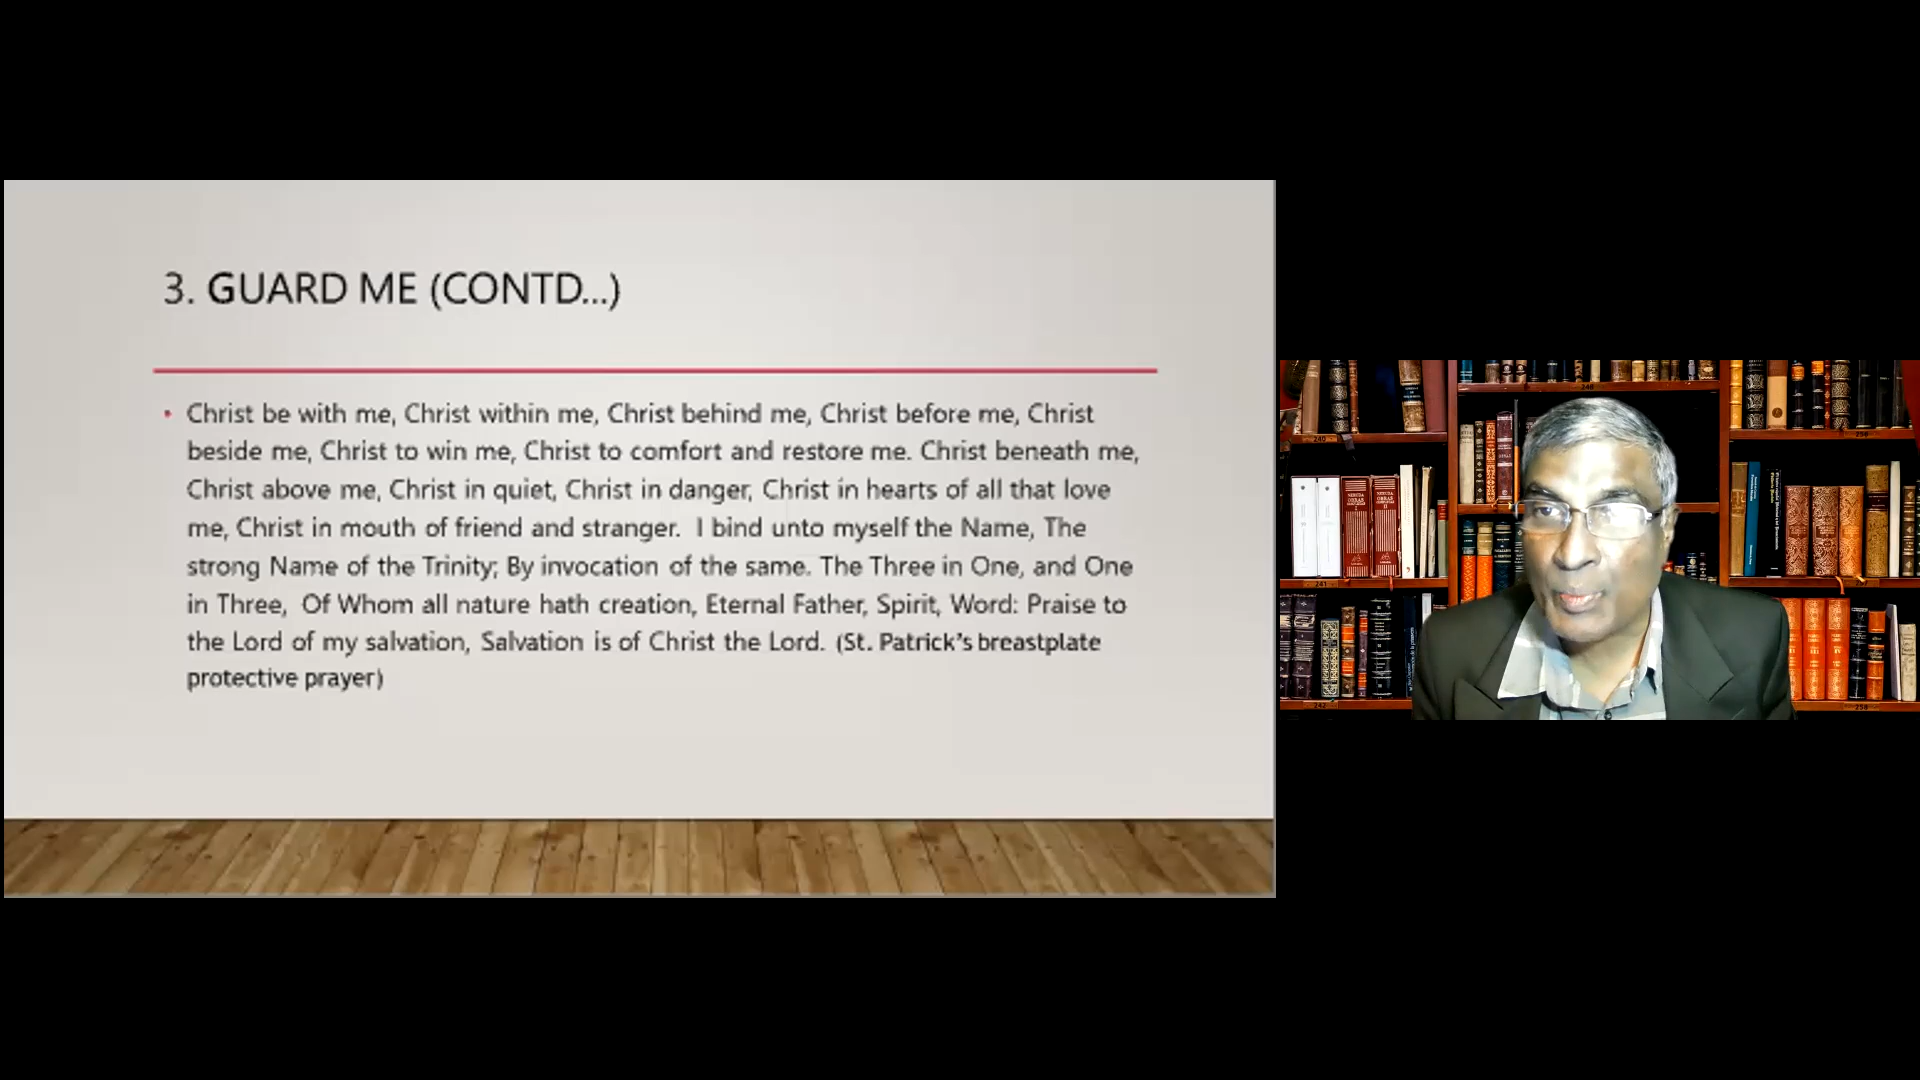 3. GUARD ME (CONTD...)
• Christ be with me, Christ within me, Christ behind me, Christ before me, Christ
beside me, Christ to win me, Christ to comfort and restore me. Christ beneath me,
Christ above me, Christ in quiet, Christ in danger, Christ in hearts of all that love
me, Christ in mouth of friend and stranger.  I bind unto myself the Name, The
strong Name of the Trinity; By invocation of the same. The Three in One, and One
in Three,  Of Whom all nature hath creation, Eternal Father, Spirit, Word: Praise to
the Lord of my salvation, Salvation is of Christ the Lord. (St. Patrick's breastplate
protective prayer)
240
241
242